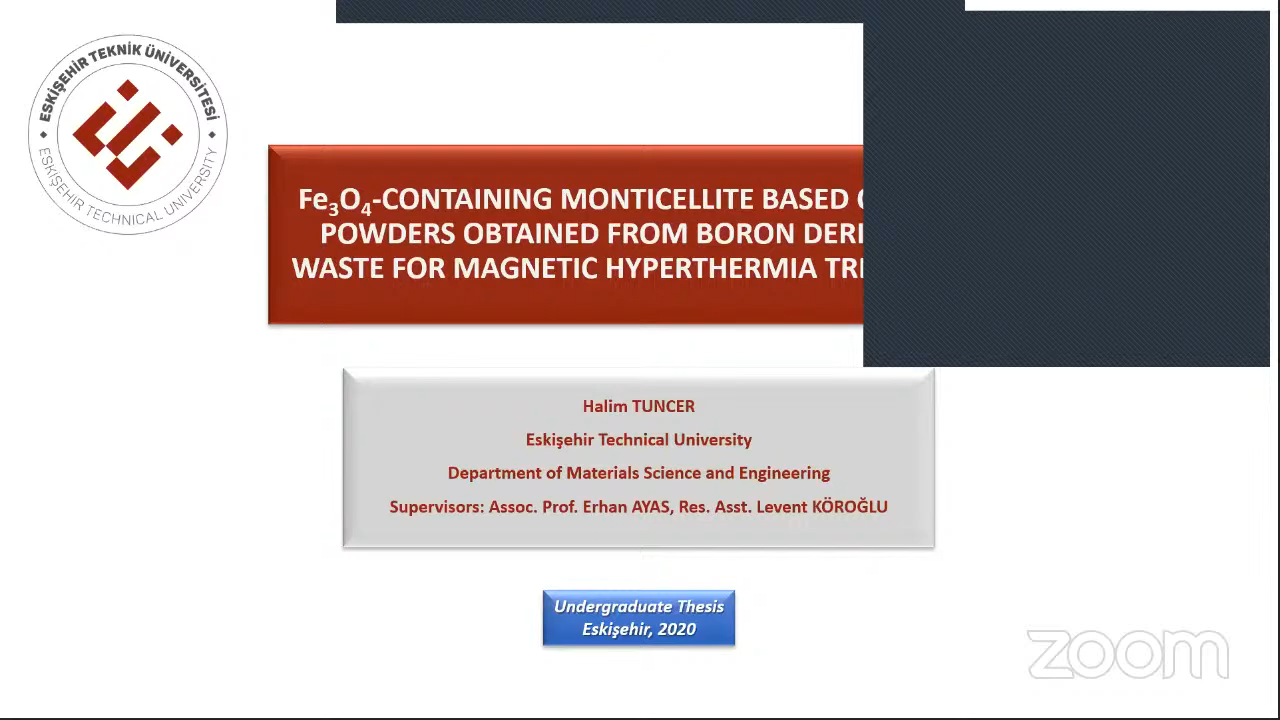 ESKİŞEHİR TEKNİK ÜNİVERSİTESİ
ESKİŞEHİR TECHNICAL UNIVERSITY
Fe₃O₄-CONTAINING MONTICELLITE BASED
POWDERS OBTAINED FROM BORON
WASTE FOR MAGNETIC HYPERTHERMIA
Halim TUNCER
Eskişehir Technical University
Department of Materials Science and Engineering
Supervisors: Assoc. Prof. Erhan AYAS, Res. Asst. Levent KÖROĞLU
Undergraduate Thesis
Eskişehir, 2020
zoom